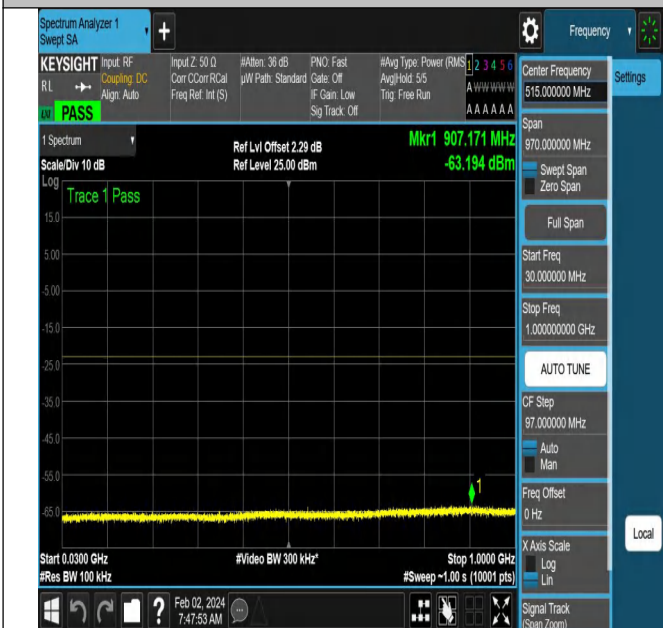 Spectrum Analyzer 1
Swept SA
Frequency
KEYSIGHT
RL
LXI
PASS
Input: RF
Coupling: DC
Align: Auto
Input Z: 50 Ω
Corr CCorr RCal
Freq Ref: Int (S)
#Atten: 36 dB
µW Path: Standard
PNO: Fast
Gate: Off
IF Gain: Low
Sig Track: Off
#Avg Type: Power (RMS
Avg|Hold: 5/5
Trig: Free Run
1 2 3 4 5 6
A W W W W W
A A A A A A
1 Spectrum
Scale/Div 10 dB
Log
Ref Lvl Offset 2.29 dB
Ref Level 25.00 dBm
Mkr1 907.171 MHz
-63.194 dBm
Trace 1 Pass
15.0
5.00
-5.00
-15.0
-25.0
-35.0
-45.0
-55.0
-65.0
1
Start 0.0300 GHz
#Res BW 100 kHz
#Video BW 300 kHz*
Stop 1.0000 GHz
#Sweep ~1.00 s (10001 pts)
?
Feb 02, 2024
7:47:53 AM
Center Frequency
515.000000 MHz
Settings
Span
970.000000 MHz
Swept Span
Zero Span
Full Span
Start Freq
30.000000 MHz
Stop Freq
1.000000000 GHz
AUTO TUNE
CF Step
97.000000 MHz
Auto
Man
Freq Offset
0 Hz
Local
X Axis Scale
Log
Lin
Signal Track
(Span Zoom)